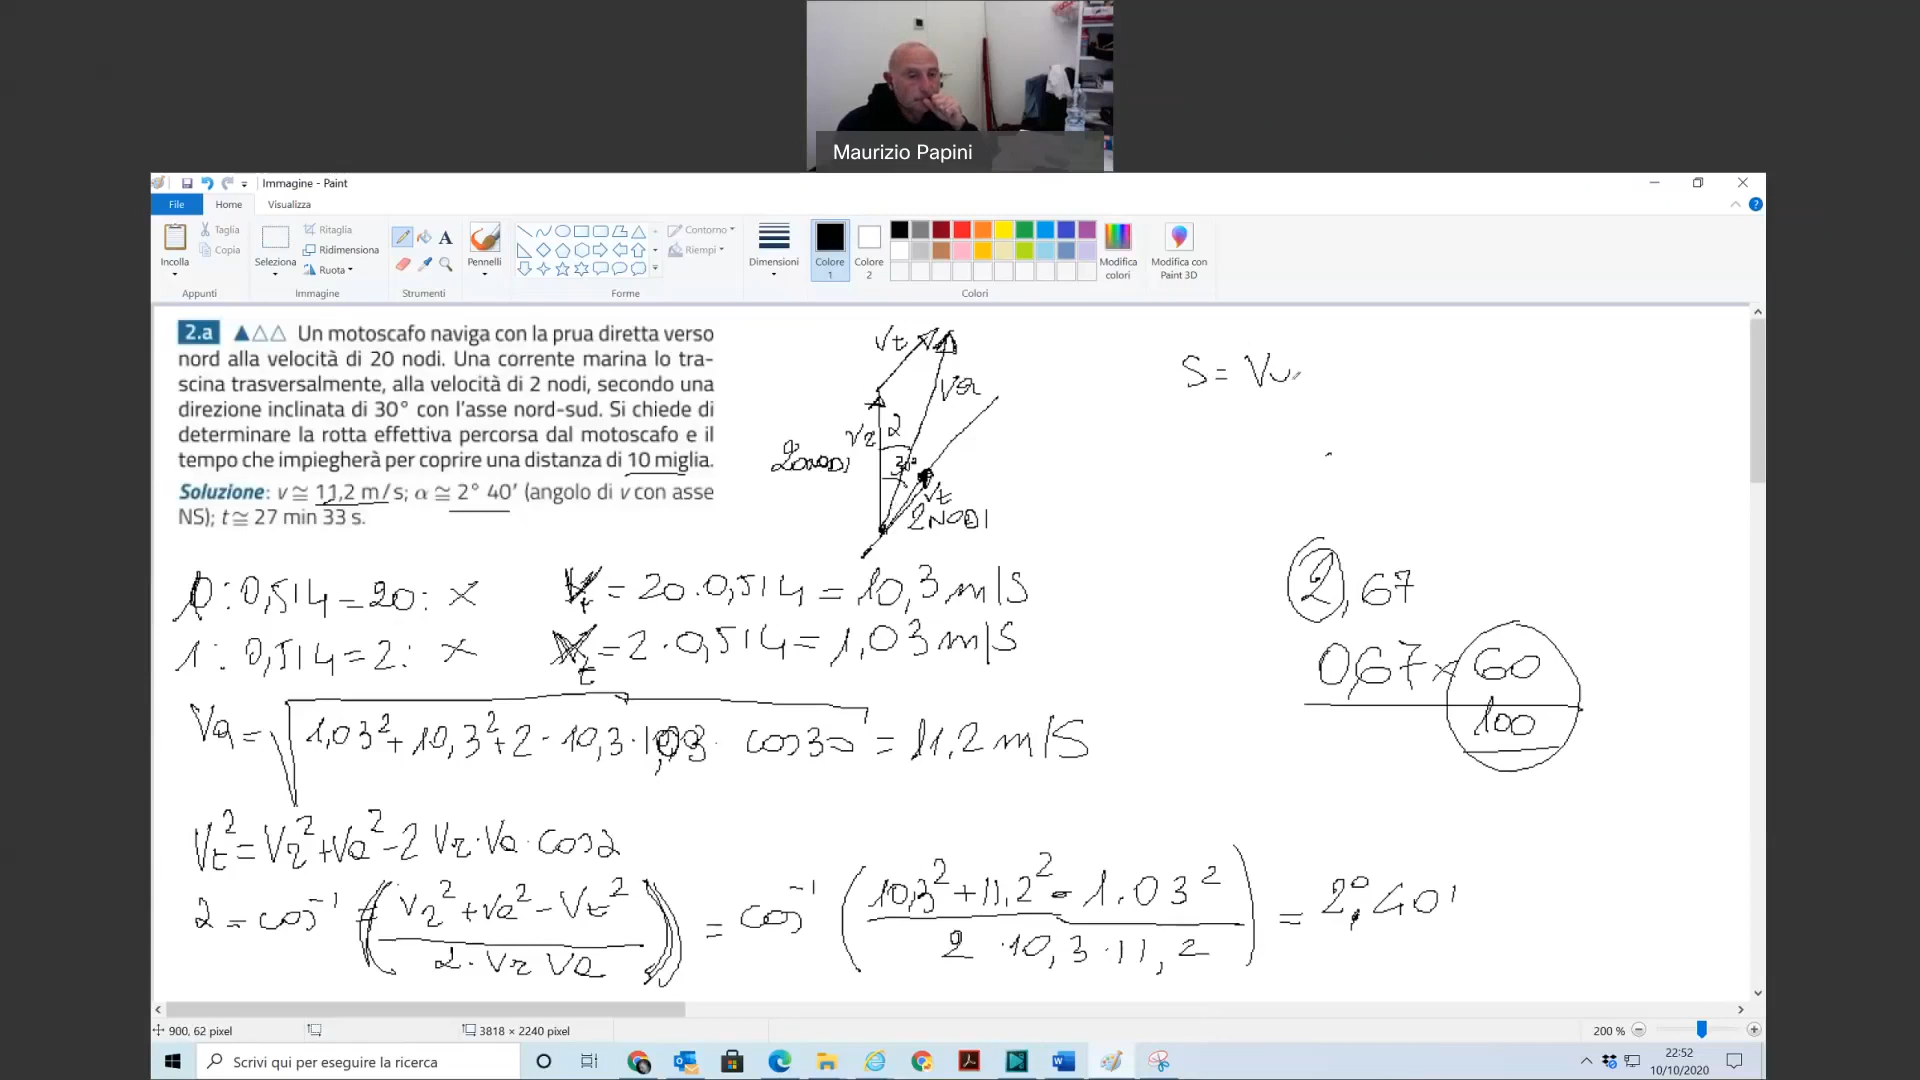 Maurizio Papini
Immagine - Paint
File Home Visualizza
Incolla
Taglia
Copia
Appunti
Seleziona
Ritaglia
Ridimensiona
Ruota
Immagine
Strumenti
Pennelli
Contorno
Riempi
Forme
Dimensioni
Colore 1
Colore 2
Modifica colori
Modifica con Paint 3D
Colori
2.a Un motoscafo naviga con la prua diretta verso
nord alla velocità di 20 nodi. Una corrente marina lo tra-
scina trasversalmente, alla velocità di 2 nodi, secondo una
direzione inclinata di 30° con l'asse nord-sud. Si chiede di
determinare la rotta effettiva percorsa dal motoscafo e il
tempo che impiegherà per coprire una distanza di 10 miglia.
Soluzione: v ≅ 11,2 m/s; α ≅ 2° 40' (angolo di v con asse
NS); t ≅ 27 min 33 s.
Vt
Va
Vr
2
20NODI
30°
Vt
2NODI
S = V
1 : 0,514 = 20 : x
= 20 · 0,514 = 10,3 m/s
1 : 0,514 = 2 : x
t = 2 · 0,514 = 1,03 m/s
Va = √ 1,03² + 10,3² + 2 · 10,3 · 1,03 · cos30 = 11,2 m/s
2,67
0,67 × 60
100
Vt² = Vr² + Va² - 2 Vr · Va · cos α
α = cos⁻¹ ( Vr² + Va² - Vt²
2 · Vr Va ) = cos⁻¹ ( 10,3² + 11,2² - 1.03²
2 · 10,3 · 11,2 ) = 2°,40'
900, 62 pixel
3818 × 2240 pixel
200 %
Scrivi qui per eseguire la ricerca
22:52
10/10/2020